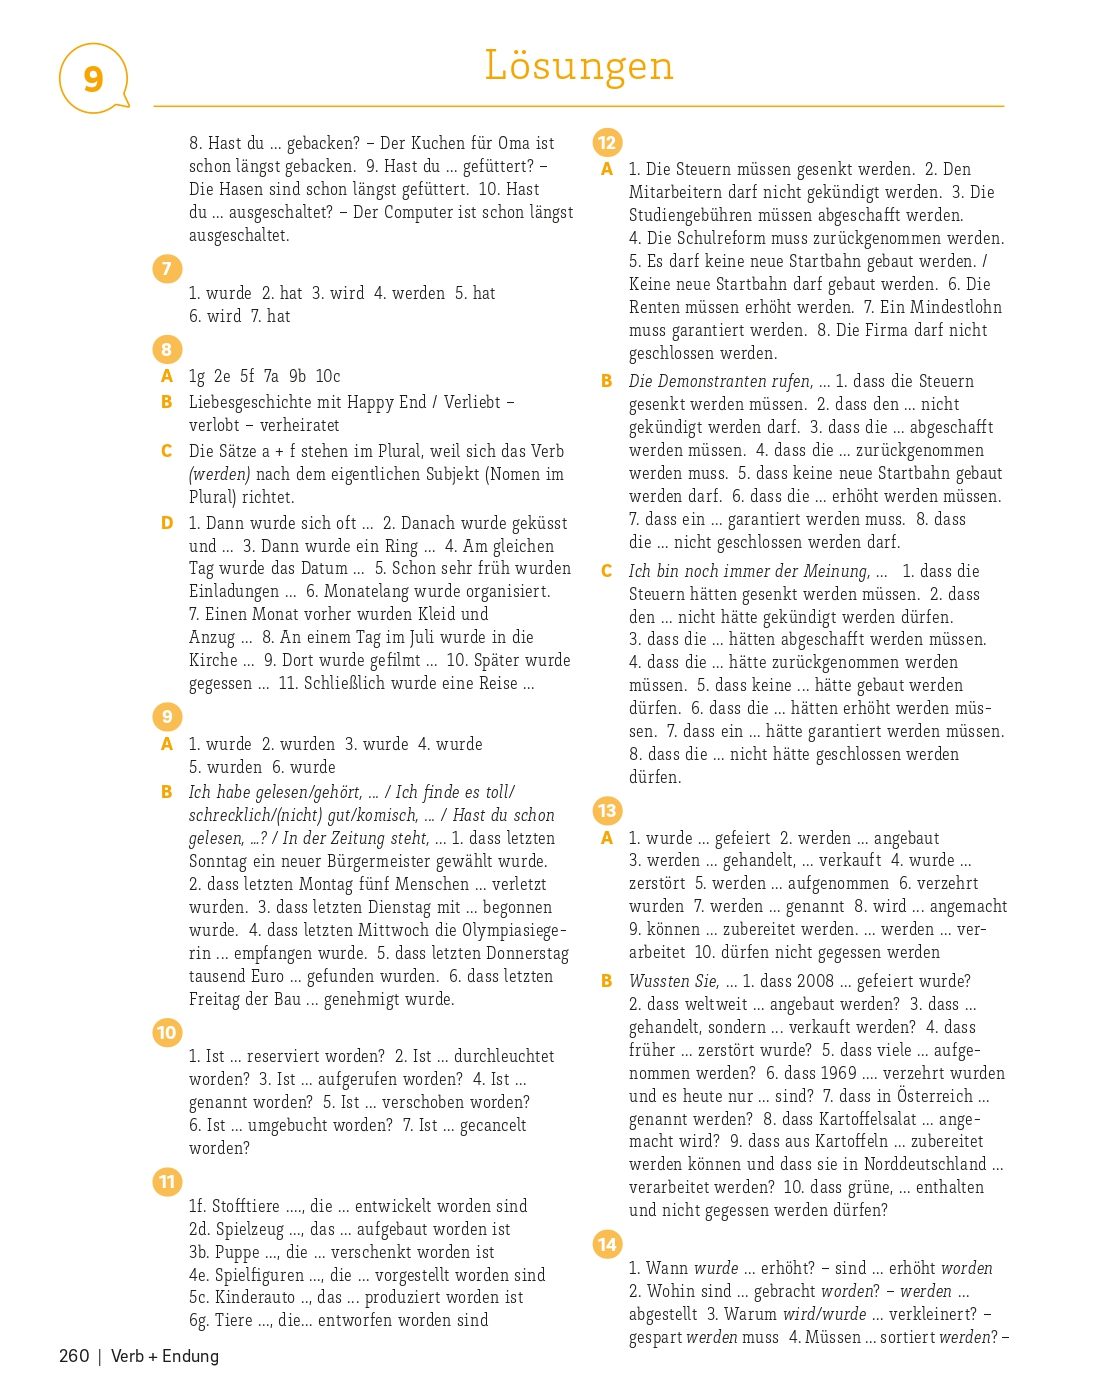 9
Lösungen
8. Hast du ... gebacken? – Der Kuchen für Oma ist
schon längst gebacken. 9. Hast du ... gefüttert? –
Die Hasen sind schon längst gefüttert. 10. Hast
du ... ausgeschaltet? – Der Computer ist schon längst
ausgeschaltet.
7
1. wurde 2. hat 3. wird 4. werden 5. hat
6. wird 7. hat
8
A 1g 2e 5f 7a 9b 10c
B Liebesgeschichte mit Happy End / Verliebt –
verlobt – verheiratet
C Die Sätze a + f stehen im Plural, weil sich das Verb
(werden) nach dem eigentlichen Subjekt (Nomen im
Plural) richtet.
D 1. Dann wurde sich oft ... 2. Danach wurde geküsst
und ... 3. Dann wurde ein Ring ... 4. Am gleichen
Tag wurde das Datum ... 5. Schon sehr früh wurden
Einladungen ... 6. Monatelang wurde organisiert.
7. Einen Monat vorher wurden Kleid und
Anzug ... 8. An einem Tag im Juli wurde in die
Kirche ... 9. Dort wurde gefilmt ... 10. Später wurde
gegessen ... 11. Schließlich wurde eine Reise ...
9
A 1. wurde 2. wurden 3. wurde 4. wurde
5. wurden 6. wurde
B Ich habe gelesen/gehört, ... / Ich finde es toll/
schrecklich/(nicht) gut/komisch, ... / Hast du schon
gelesen, ...? / In der Zeitung steht, ... 1. dass letzten
Sonntag ein neuer Bürgermeister gewählt wurde.
2. dass letzten Montag fünf Menschen ... verletzt
wurden. 3. dass letzten Dienstag mit ... begonnen
wurde. 4. dass letzten Mittwoch die Olympiasiege-
rin ... empfangen wurde. 5. dass letzten Donnerstag
tausend Euro ... gefunden wurden. 6. dass letzten
Freitag der Bau ... genehmigt wurde.
10
1. Ist ... reserviert worden? 2. Ist ... durchleuchtet
worden? 3. Ist ... aufgerufen worden? 4. Ist ...
genannt worden? 5. Ist ... verschoben worden?
6. Ist ... umgebucht worden? 7. Ist ... gecancelt
worden?
11
1f. Stofftiere ...., die ... entwickelt worden sind
2d. Spielzeug ..., das ... aufgebaut worden ist
3b. Puppe ..., die ... verschenkt worden ist
4e. Spielfiguren ..., die ... vorgestellt worden sind
5c. Kinderauto .., das ... produziert worden ist
6g. Tiere ..., die... entworfen worden sind
12
A 1. Die Steuern müssen gesenkt werden. 2. Den
Mitarbeitern darf nicht gekündigt werden. 3. Die
Studiengebühren müssen abgeschafft werden.
4. Die Schulreform muss zurückgenommen werden.
5. Es darf keine neue Startbahn gebaut werden. /
Keine neue Startbahn darf gebaut werden. 6. Die
Renten müssen erhöht werden. 7. Ein Mindestlohn
muss garantiert werden. 8. Die Firma darf nicht
geschlossen werden.
B Die Demonstranten rufen, ... 1. dass die Steuern
gesenkt werden müssen. 2. dass den ... nicht
gekündigt werden darf. 3. dass die ... abgeschafft
werden müssen. 4. dass die ... zurückgenommen
werden muss. 5. dass keine neue Startbahn gebaut
werden darf. 6. dass die ... erhöht werden müssen.
7. dass ein ... garantiert werden muss. 8. dass
die ... nicht geschlossen werden darf.
C Ich bin noch immer der Meinung, ... 1. dass die
Steuern hätten gesenkt werden müssen. 2. dass
den ... nicht hätte gekündigt werden dürfen.
3. dass die ... hätten abgeschafft werden müssen.
4. dass die ... hätte zurückgenommen werden
müssen. 5. dass keine ... hätte gebaut werden
dürfen. 6. dass die ... hätten erhöht werden müs-
sen. 7. dass ein ... hätte garantiert werden müssen.
8. dass die ... nicht hätte geschlossen werden
dürfen.
13
A 1. wurde ... gefeiert 2. werden ... angebaut
3. werden ... gehandelt, ... verkauft 4. wurde ...
zerstört 5. werden ... aufgenommen 6. verzehrt
wurden 7. werden ... genannt 8. wird ... angemacht
9. können ... zubereitet werden. ... werden ... ver-
arbeitet 10. dürfen nicht gegessen werden
B Wussten Sie, ... 1. dass 2008 ... gefeiert wurde?
2. dass weltweit ... angebaut werden? 3. dass ...
gehandelt, sondern ... verkauft werden? 4. dass
früher ... zerstört wurde? 5. dass viele ... aufge-
nommen werden? 6. dass 1969 .... verzehrt wurden
und es heute nur ... sind? 7. dass in Österreich ...
genannt werden? 8. dass Kartoffelsalat ... ange-
macht wird? 9. dass aus Kartoffeln ... zubereitet
werden können und dass sie in Norddeutschland ...
verarbeitet werden? 10. dass grüne, ... enthalten
und nicht gegessen werden dürfen?
14
1. Wann wurde ... erhöht? – sind ... erhöht worden
2. Wohin sind ... gebracht worden? – werden ...
abgestellt 3. Warum wird/wurde ... verkleinert? –
gespart werden muss 4. Müssen ... sortiert werden? –
260 | Verb + Endung